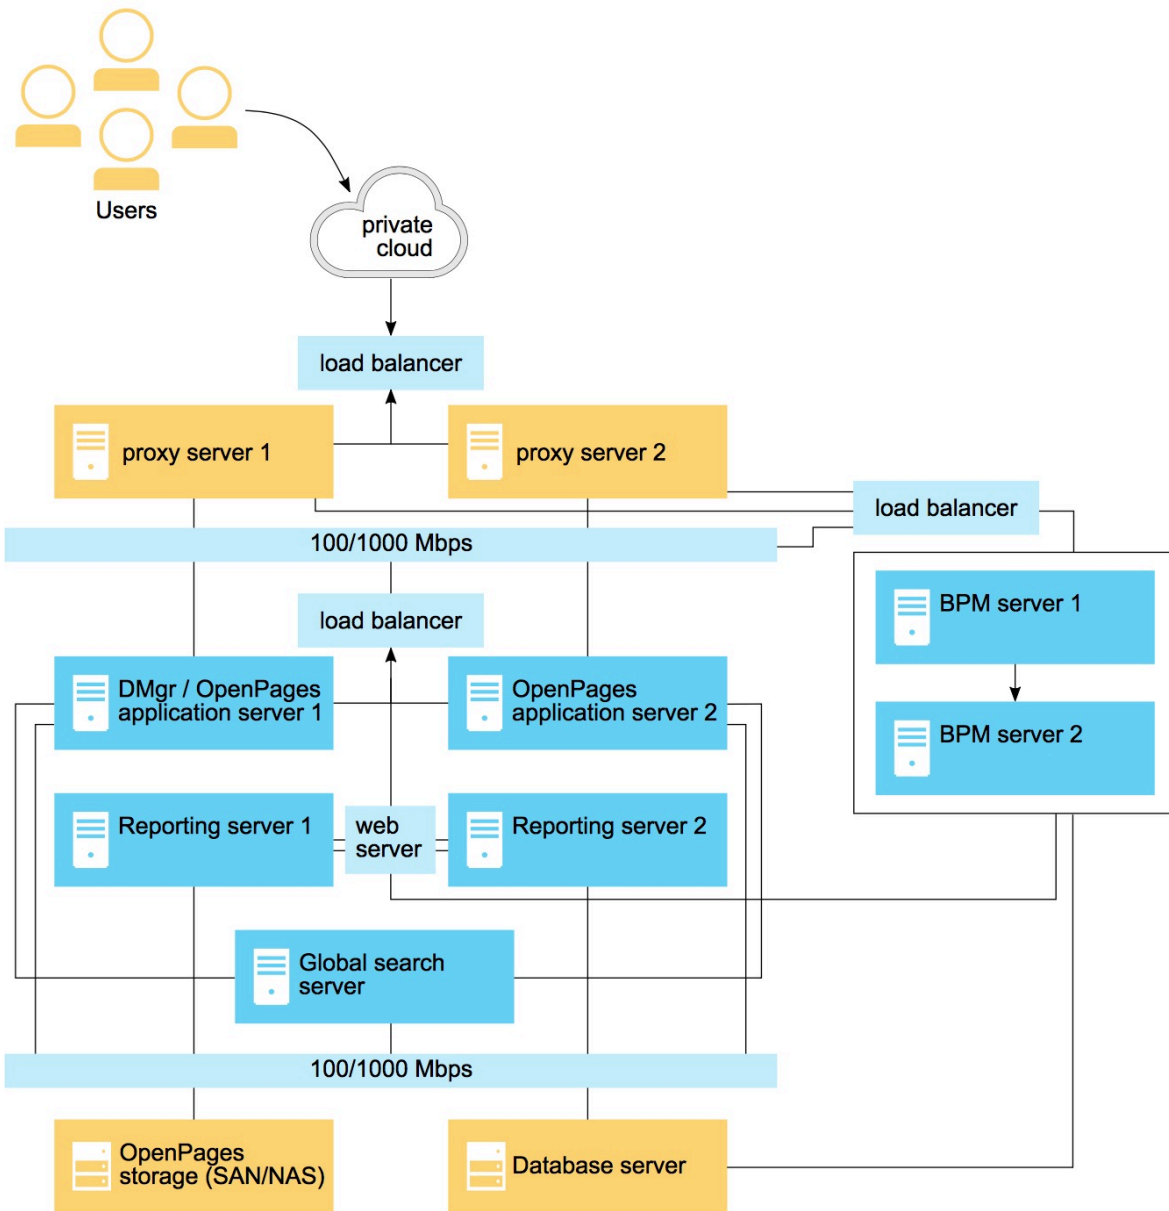 Users
private
cloud
load balancer
proxy server 1
proxy server 2
load balancer
100/1000 Mbps
load balancer
BPM server 1
DMgr / OpenPages
application server 1
OpenPages
application server 2
BPM server 2
Reporting server 1
web
server
Reporting server 2
Global search
server
100/1000 Mbps
OpenPages
storage (SAN/NAS)
Database server